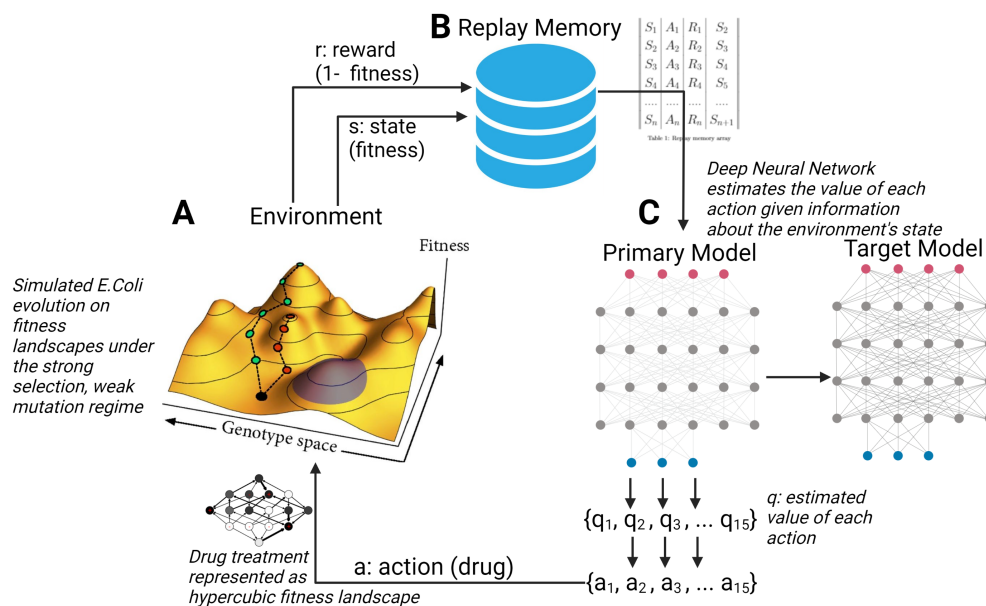 B Replay Memory
r: reward
(1- fitness)
s: state
(fitness)
S1 A1 R1 S2
S2 A2 R2 S3
S3 A3 R3 S4
S4 A4 R4 S5
.... .... .... ....
Sn An Rn Sn+1
Table 1: Replay memory array
A
Environment
Fitness
Genotype space
Simulated E.Coli
evolution on
fitness
landscapes under
the strong
selection, weak
mutation regime
Deep Neural Network
estimates the value of each
action given information
about the environment's state
C
Primary Model
Target Model
{q1, q2, q3, ... q15}
q: estimated
value of each
action
{a1, a2, a3, ... a15}
a: action (drug)
Drug treatment
represented as
hypercubic fitness landscape